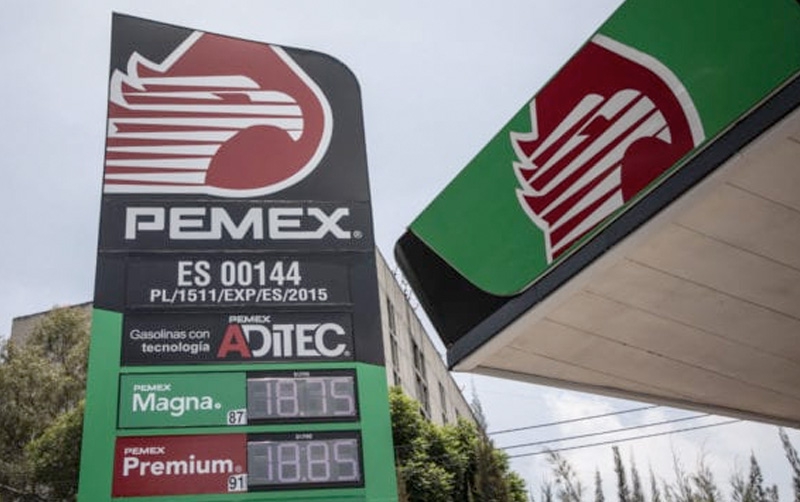 PEMEX®
ES 00144
PL/1511/EXP/ES/2015
Gasolinas con
tecnología
PEMEX
ADITEC®
PEMEX
Magna®
87
18.75
PEMEX
Premium®
91
18.85